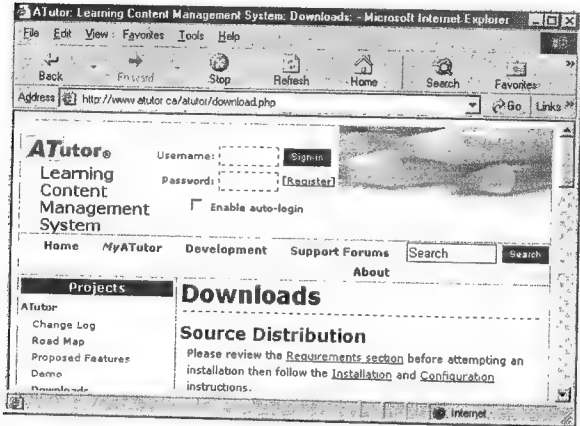 ATutor: Learning Content Management System: Downloads: - Microsoft Internet Explorer
File Edit View Favorites Tools Help
Back Forward Stop Refresh Home Search Favorites
Address http://www.atutor.ca/atutor/download.php Go Links
ATutor®
Learning
Content
Management
System
Username: Sign-in
Password: [Register]
Enable auto-login
Home MyATutor Development Support Forums Search Search
About
Projects
ATutor
Change Log
Road Map
Proposed Features
Demo
Downloads
Downloads
Source Distribution
Please review the Requirements section before attempting an
installation then follow the Installation and Configuration
instructions.
Internet